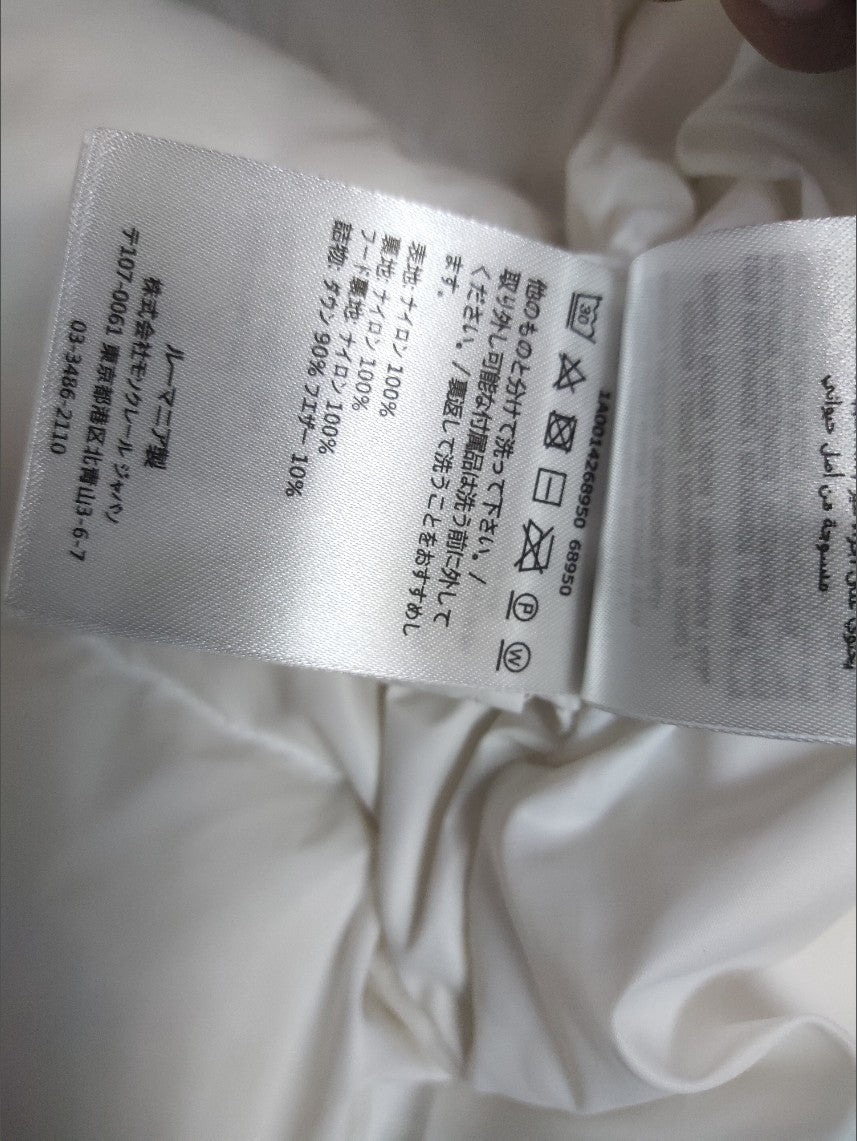 1A0014268950 68950
30
P
W
他のものと分けて洗って下さい。/
取り外し可能な付属品は洗う前に外して
ください。/ 裏返して洗うことをおすすめし
ます。
表地: ナイロン 100%
裏地: ナイロン 100%
フード裏地: ナイロン 100%
詰物: ダウン 90% フエザー 10%
ルーマニア製
株式会社モンクレール ジャパン
〒107-0061 東京都港区北青山3-6-7
03-3486-2110
منسوجة من أصل حيواني